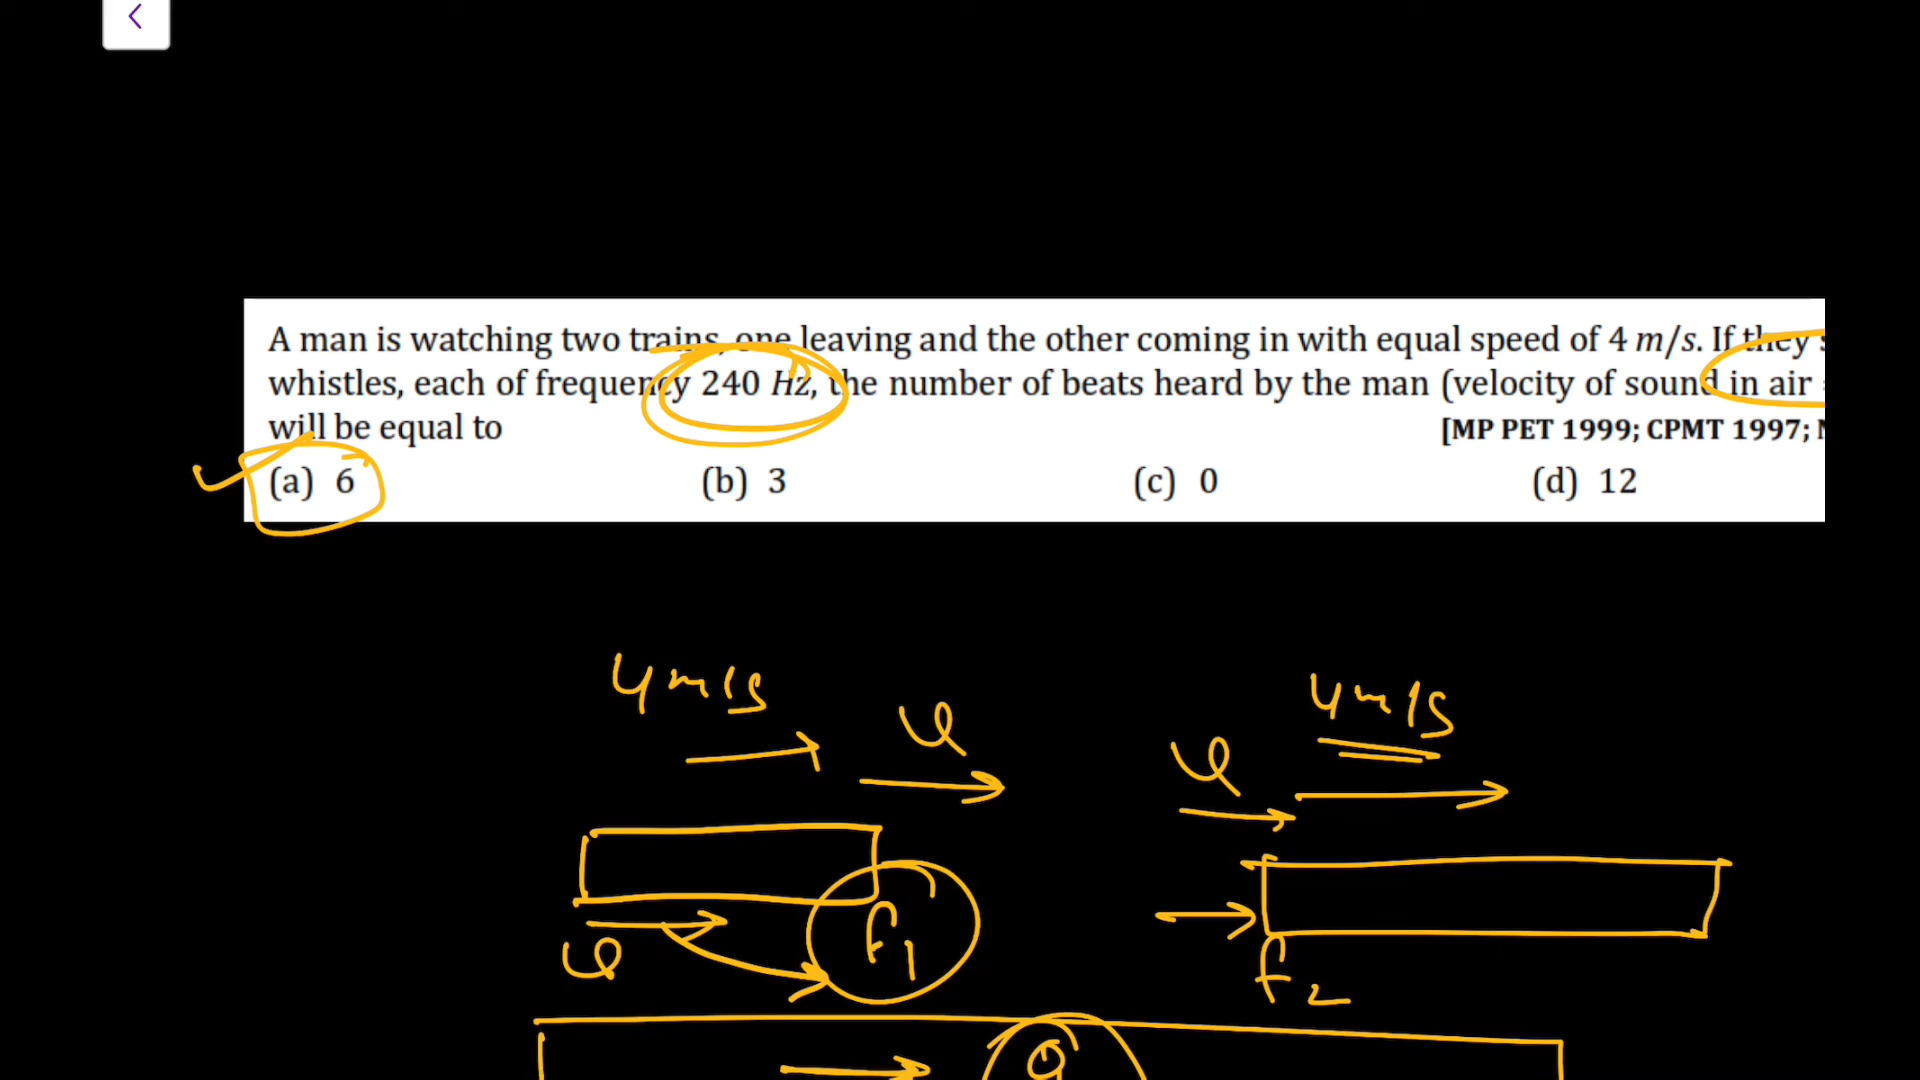 A man is watching two trains, one leaving and the other coming in with equal speed of 4 m/s. If they
whistles, each of frequency 240 Hz, the number of beats heard by the man (velocity of sound in air
will be equal to [MP PET 1999; CPMT 1997;
(a) 6 (b) 3 (c) 0 (d) 12
4m/s 4m/s
f1
f2